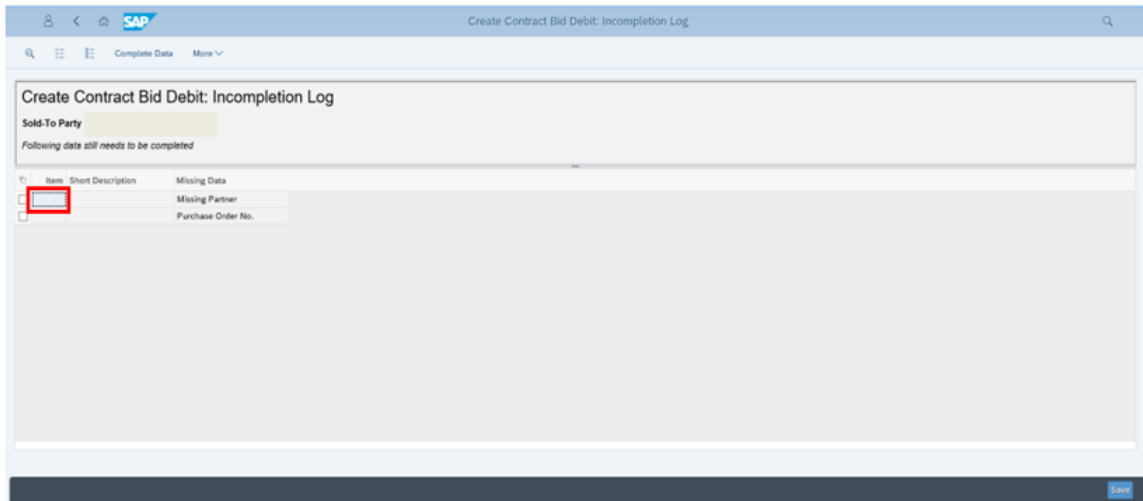 SAP Create Contract Bid Debit: Incompletion Log
Complete Data More
Create Contract Bid Debit: Incompletion Log
Sold-To Party
Following data still needs to be completed
Item Short Description Missing Data
Missing Partner
Purchase Order No.
Save